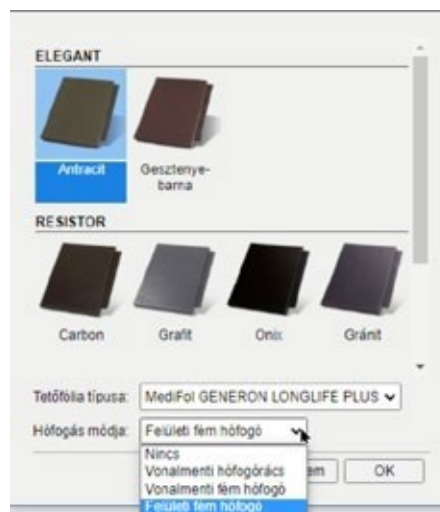 ELEGANT
Antracit
Gesztenye-
barna
RESISTOR
Carbon
Grafit
Onix
Gránit
Tetőfólia típusa: MediFol GENERON LONGLIFE PLUS
Hófogás módja: Felületi fém hófogó
Nincs
Vonalmenti hófogórács
Vonalmenti fém hófogó
Felületi fém hófogó
em OK